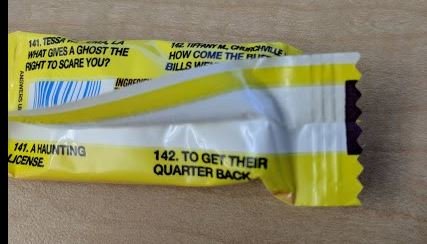 141. TESSA
WHAT GIVES A GHOST THE
RIGHT TO SCARE YOU?
142. TIFFANY M., CHURCHVILLE
HOW COME THE
BILLS
ANSWERS
141. A HAUNTING
LICENSE.
142. TO GET THEIR
QUARTER BACK